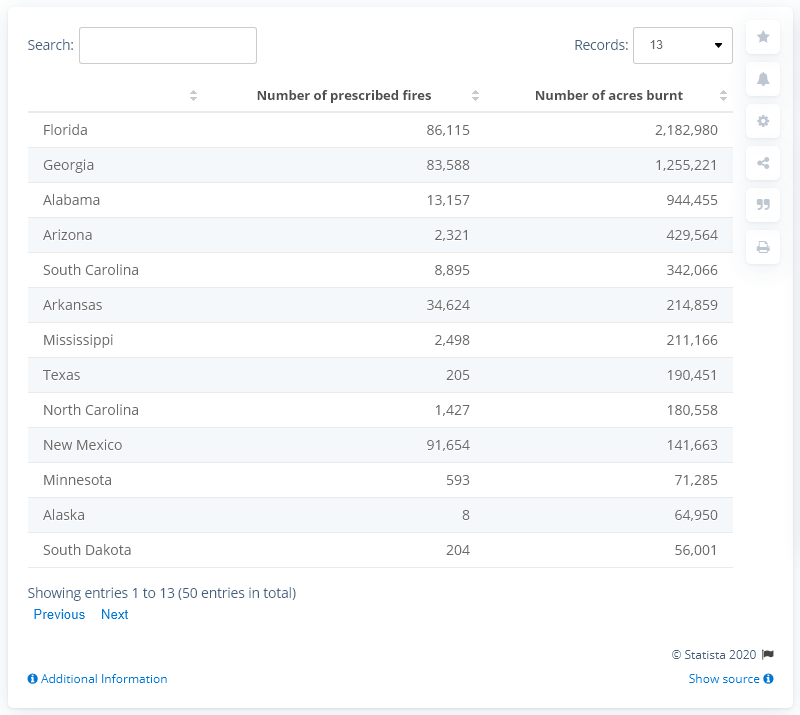 Search: Records: 13
Number of prescribed fires Number of acres burnt
Florida 86,115 2,182,980
Georgia 83,588 1,255,221
Alabama 13,157 944,455
Arizona 2,321 429,564
South Carolina 8,895 342,066
Arkansas 34,624 214,859
Mississippi 2,498 211,166
Texas 205 190,451
North Carolina 1,427 180,558
New Mexico 91,654 141,663
Minnesota 593 71,285
Alaska 8 64,950
South Dakota 204 56,001
Showing entries 1 to 13 (50 entries in total)
Previous Next
© Statista 2020
Additional Information Show source